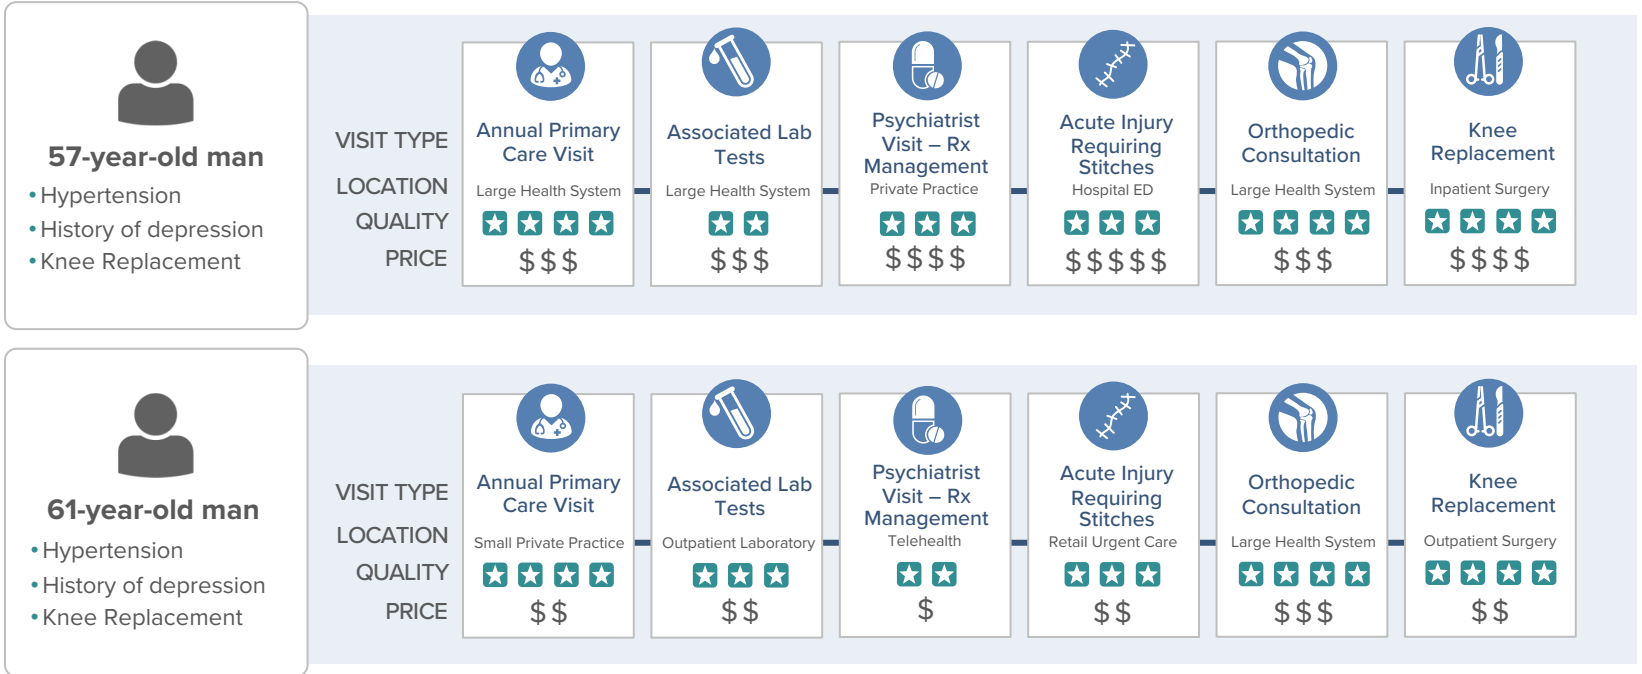 57-year-old man
• Hypertension
• History of depression
• Knee Replacement
VISIT TYPE
LOCATION
QUALITY
PRICE
Annual Primary
Care Visit
Large Health System
$$$
Associated Lab
Tests
Large Health System
$$$
Psychiatrist
Visit – Rx
Management
Private Practice
$$$$
Acute Injury
Requiring
Stitches
Hospital ED
$$$$$
Orthopedic
Consultation
Large Health System
$$$
Knee
Replacement
Inpatient Surgery
$$$$
61-year-old man
• Hypertension
• History of depression
• Knee Replacement
VISIT TYPE
LOCATION
QUALITY
PRICE
Annual Primary
Care Visit
Small Private Practice
$$
Associated Lab
Tests
Outpatient Laboratory
$$
Psychiatrist
Visit – Rx
Management
Telehealth
$
Acute Injury
Requiring
Stitches
Retail Urgent Care
$$
Orthopedic
Consultation
Large Health System
$$$
Knee
Replacement
Outpatient Surgery
$$